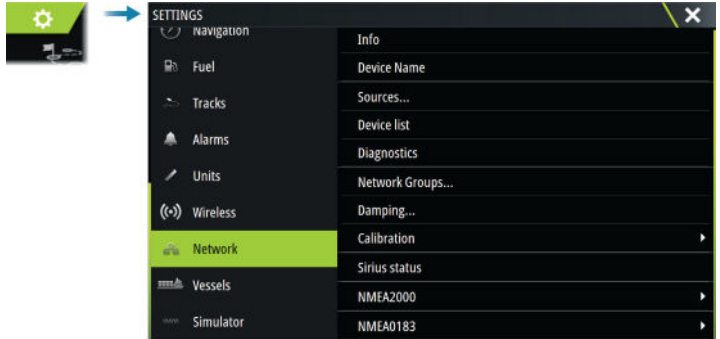 SETTINGS
Navigation
Fuel
Tracks
Alarms
Units
Wireless
Network
Vessels
Simulator
Info
Device Name
Sources...
Device list
Diagnostics
Network Groups...
Damping...
Calibration
Sirius status
NMEA2000
NMEA0183